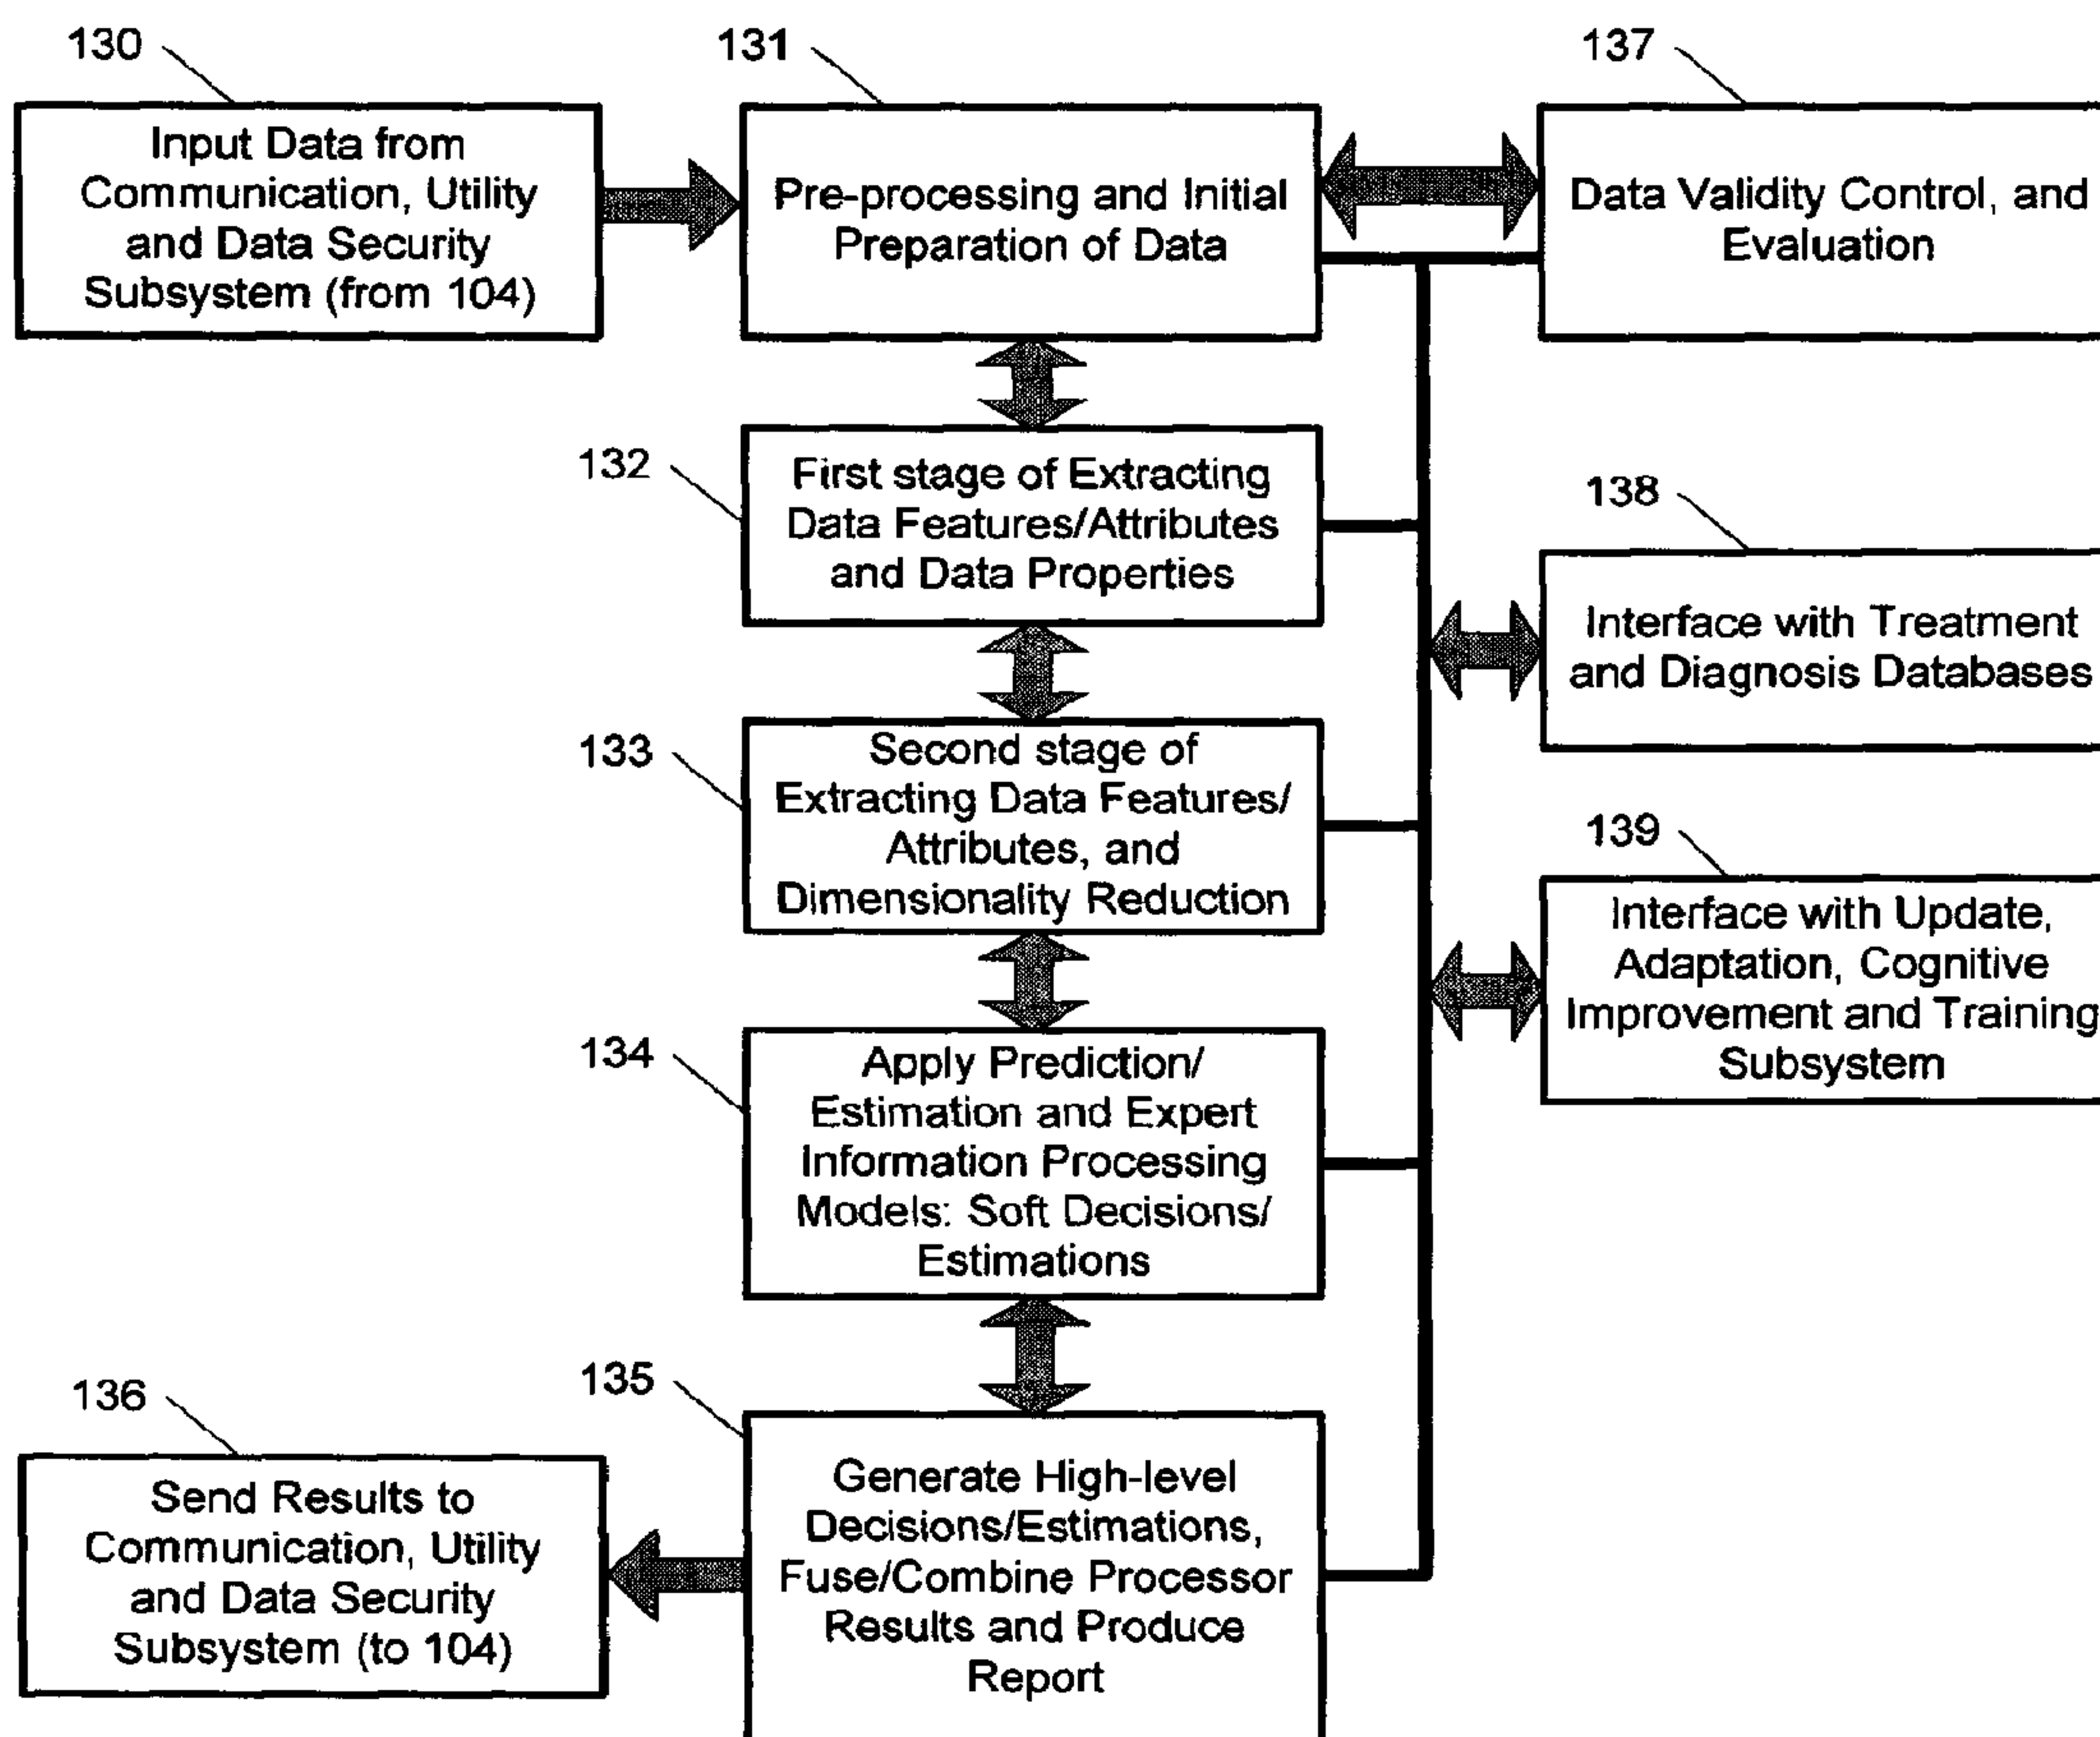 130
Input Data from
Communication, Utility
and Data Security
Subsystem (from 104)
131
Pre-processing and Initial
Preparation of Data
137
Data Validity Control, and
Evaluation
132
First stage of Extracting
Data Features/Attributes
and Data Properties
138
Interface with Treatment
and Diagnosis Databases
133
Second stage of
Extracting Data Features/
Attributes, and
Dimensionality Reduction
139
Interface with Update,
Adaptation, Cognitive
Improvement and Training
Subsystem
134
Apply Prediction/
Estimation and Expert
Information Processing
Models: Soft Decisions/
Estimations
135
Generate High-level
Decisions/Estimations,
Fuse/Combine Processor
Results and Produce
Report
136
Send Results to
Communication, Utility
and Data Security
Subsystem (to 104)